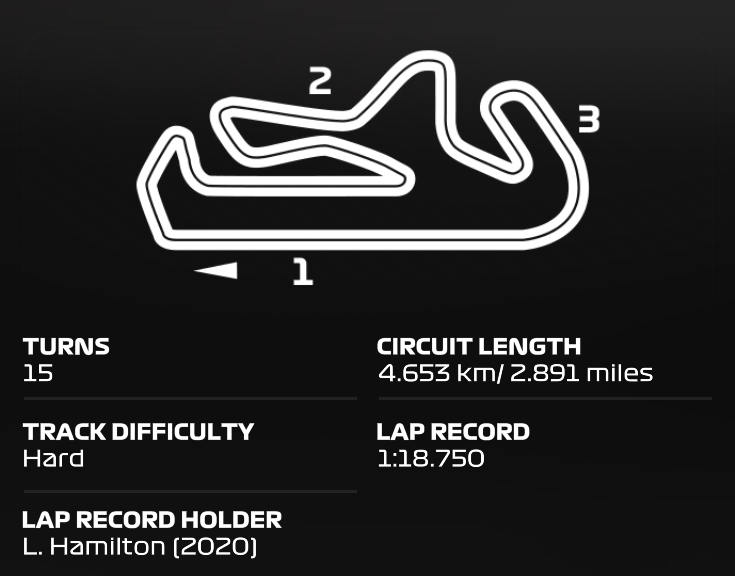 2
3
1
TURNS
15
CIRCUIT LENGTH
4.653 km/ 2.891 miles
TRACK DIFFICULTY
Hard
LAP RECORD
1:18.750
LAP RECORD HOLDER
L. Hamilton (2020)